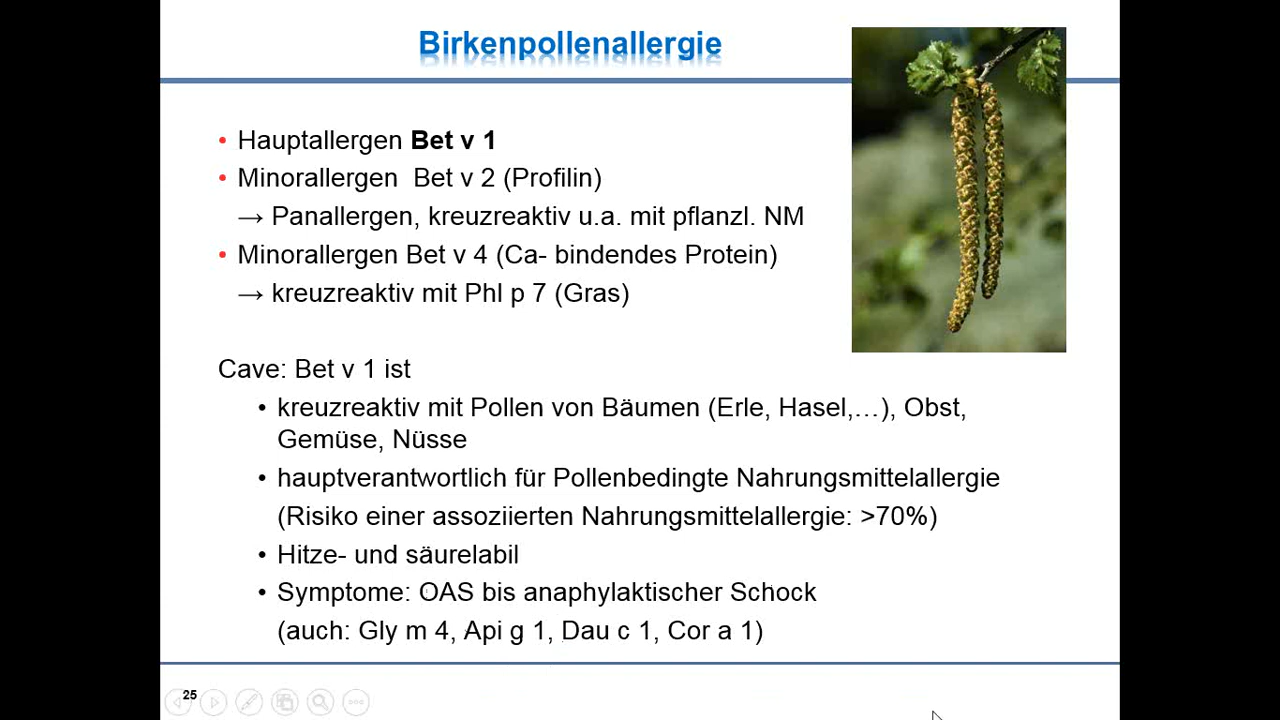 Birkenpollenallergie
• Hauptallergen Bet v 1
• Minorallergen Bet v 2 (Profilin)
→ Panallergen, kreuzreaktiv u.a. mit pflanzl. NM
• Minorallergen Bet v 4 (Ca- bindendes Protein)
→ kreuzreaktiv mit Phl p 7 (Gras)
Cave: Bet v 1 ist
• kreuzreaktiv mit Pollen von Bäumen (Erle, Hasel,…), Obst,
Gemüse, Nüsse
• hauptverantwortlich für Pollenbedingte Nahrungsmittelallergie
(Risiko einer assoziierten Nahrungsmittelallergie: >70%)
• Hitze- und säurelabil
• Symptome: OAS bis anaphylaktischer Schock
(auch: Gly m 4, Api g 1, Dau c 1, Cor a 1)
25